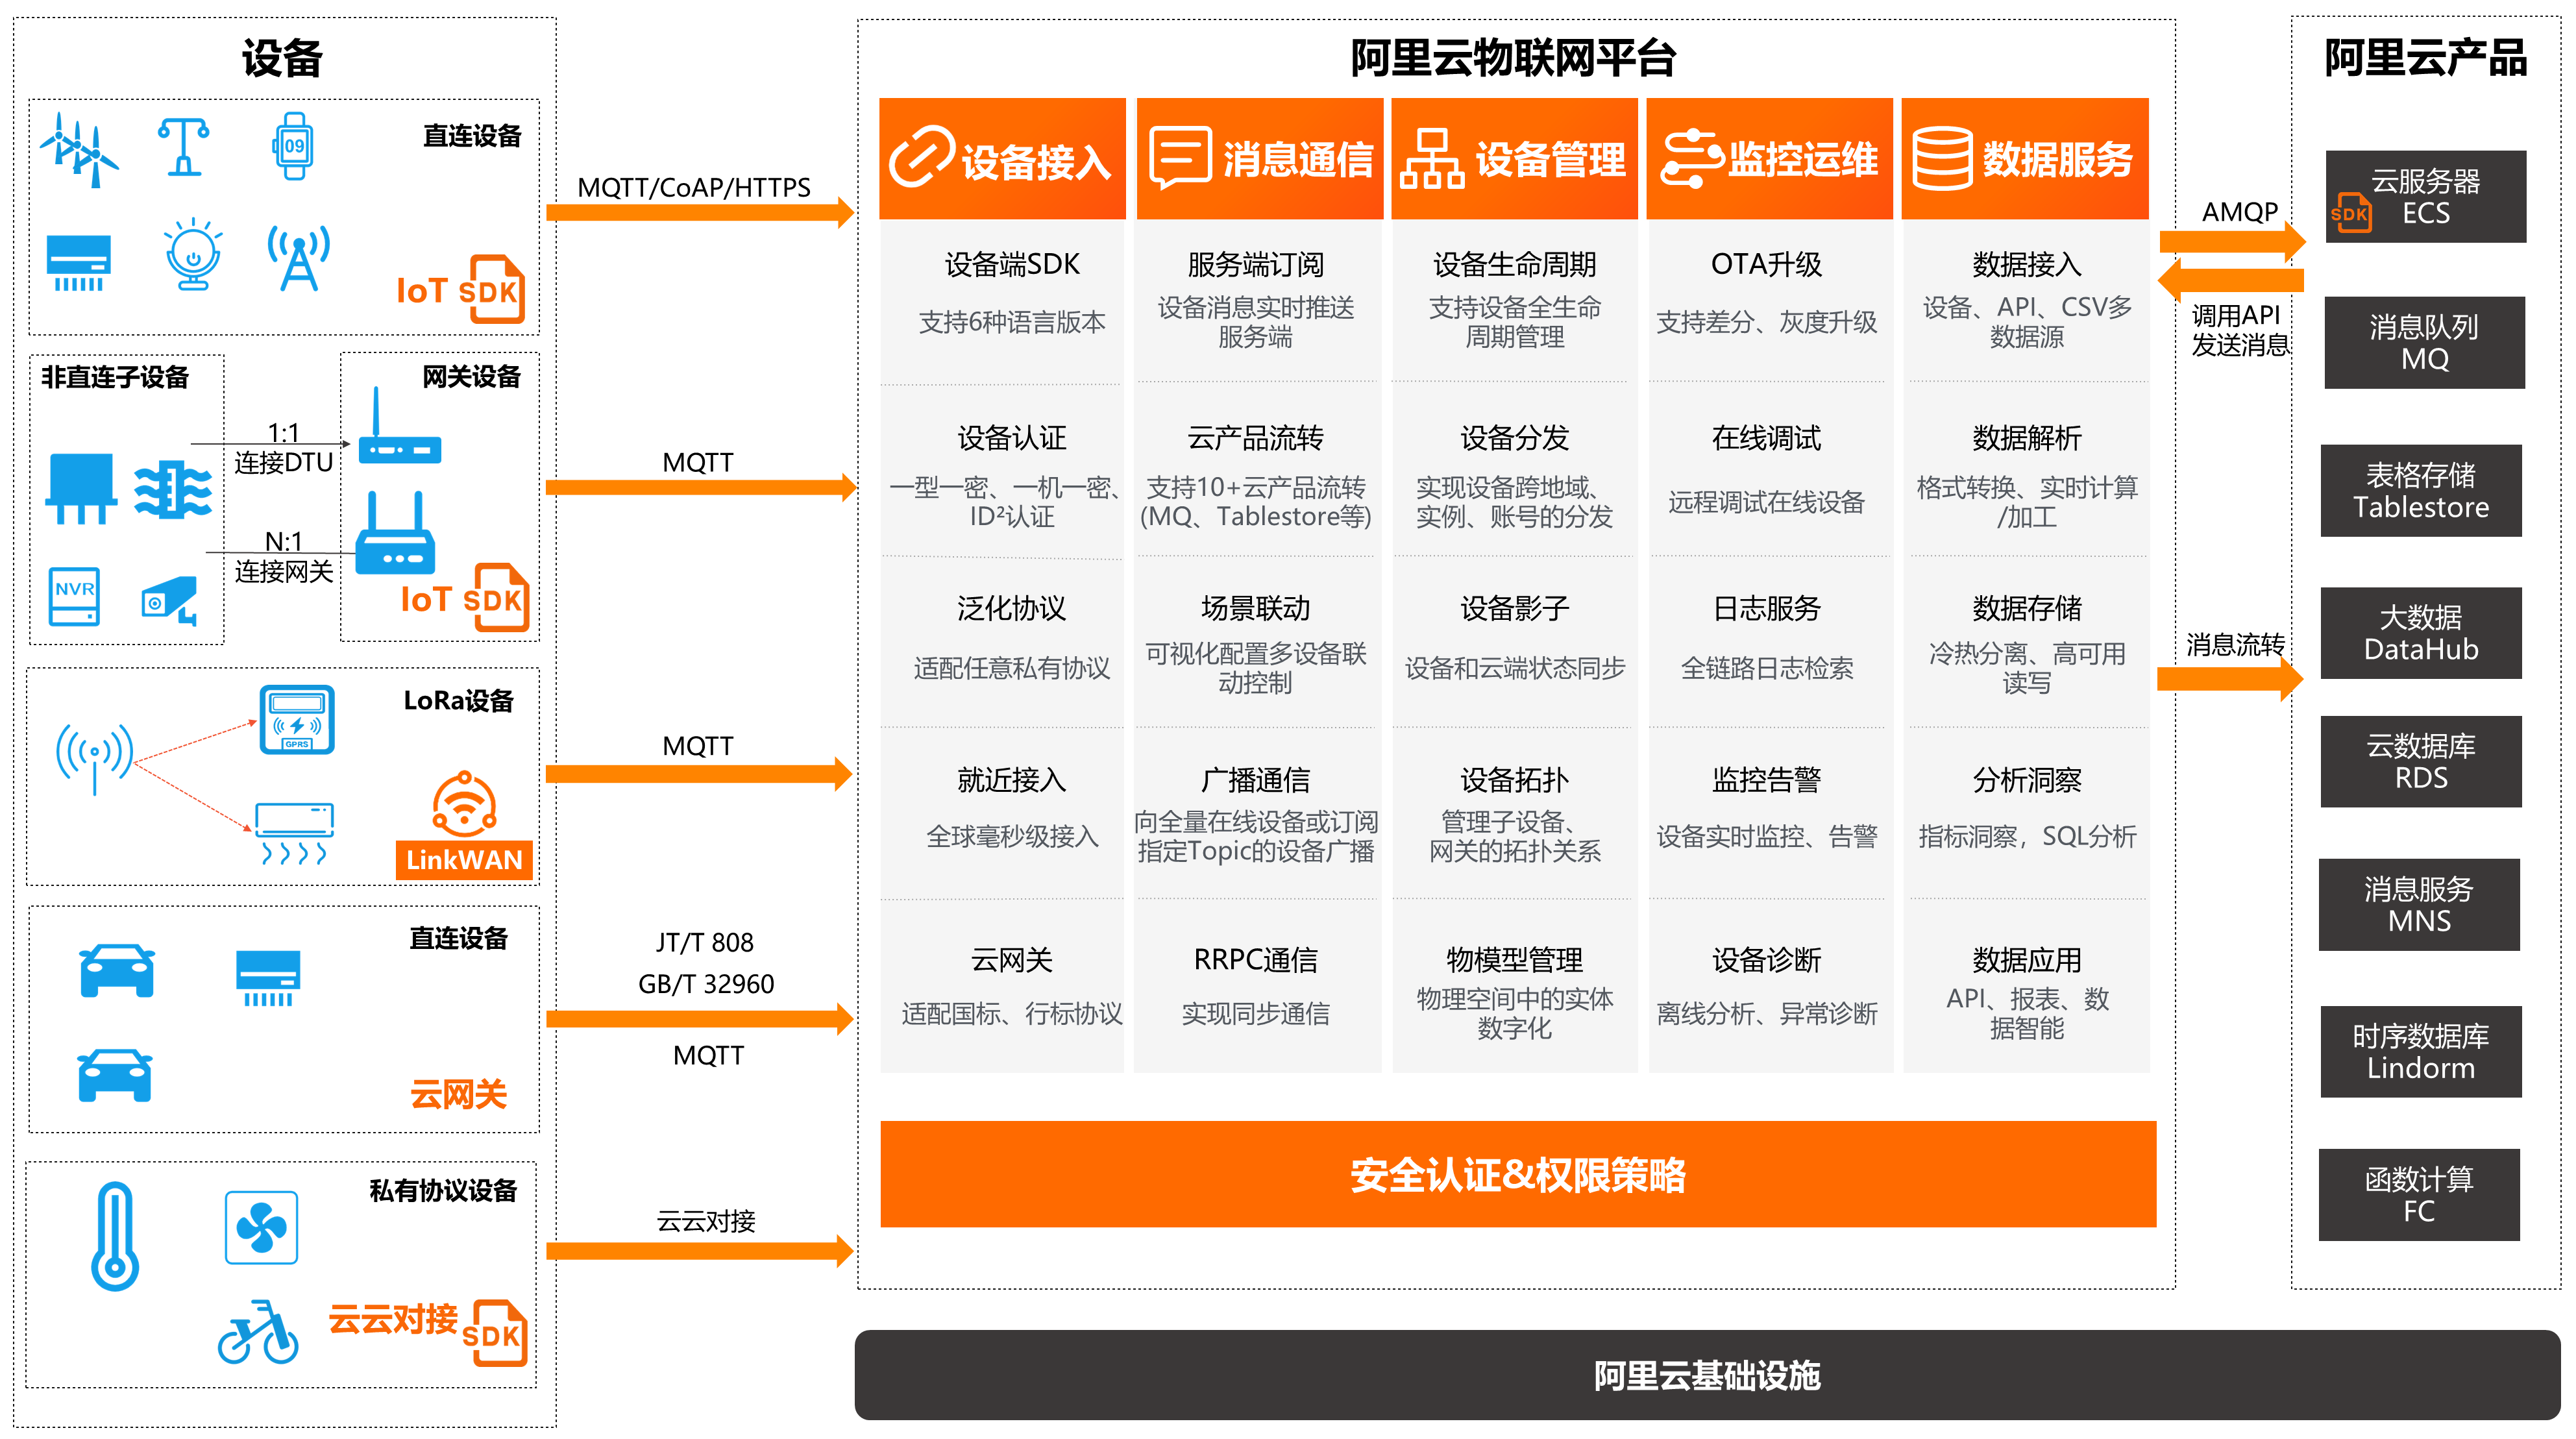 设备
直连设备
09
IoT SDK
MQTT/CoAP/HTTPS
非直连子设备
网关设备
1:1
连接DTU
N:1
连接网关
NVR
IoT SDK
MQTT
LoRa设备
GPRS
LinkWAN
MQTT
直连设备
云网关
JT/T 808
GB/T 32960
MQTT
私有协议设备
云云对接 SDK
云云对接
阿里云物联网平台
设备接入
设备端SDK
支持6种语言版本
设备认证
一型一密、一机一密、
ID²认证
泛化协议
适配任意私有协议
就近接入
全球毫秒级接入
云网关
适配国标、行标协议
消息通信
服务端订阅
设备消息实时推送
服务端
云产品流转
支持10+云产品流转
(MQ、Tablestore等)
场景联动
可视化配置多设备联
动控制
广播通信
向全量在线设备或订阅
指定Topic的设备广播
RRPC通信
实现同步通信
设备管理
设备生命周期
支持设备全生命
周期管理
设备分发
实现设备跨地域、
实例、账号的分发
设备影子
设备和云端状态同步
设备拓扑
管理子设备、
网关的拓扑关系
物模型管理
物理空间中的实体
数字化
监控运维
OTA升级
支持差分、灰度升级
在线调试
远程调试在线设备
日志服务
全链路日志检索
监控告警
设备实时监控、告警
设备诊断
离线分析、异常诊断
数据服务
数据接入
设备、API、CSV多
数据源
数据解析
格式转换、实时计算
/加工
数据存储
冷热分离、高可用
读写
分析洞察
指标洞察，SQL分析
数据应用
API、报表、数
据智能
安全认证&权限策略
AMQP
调用API
发送消息
消息流转
阿里云产品
云服务器
SDK
ECS
消息队列
MQ
表格存储
Tablestore
大数据
DataHub
云数据库
RDS
消息服务
MNS
时序数据库
Lindorm
函数计算
FC
阿里云基础设施